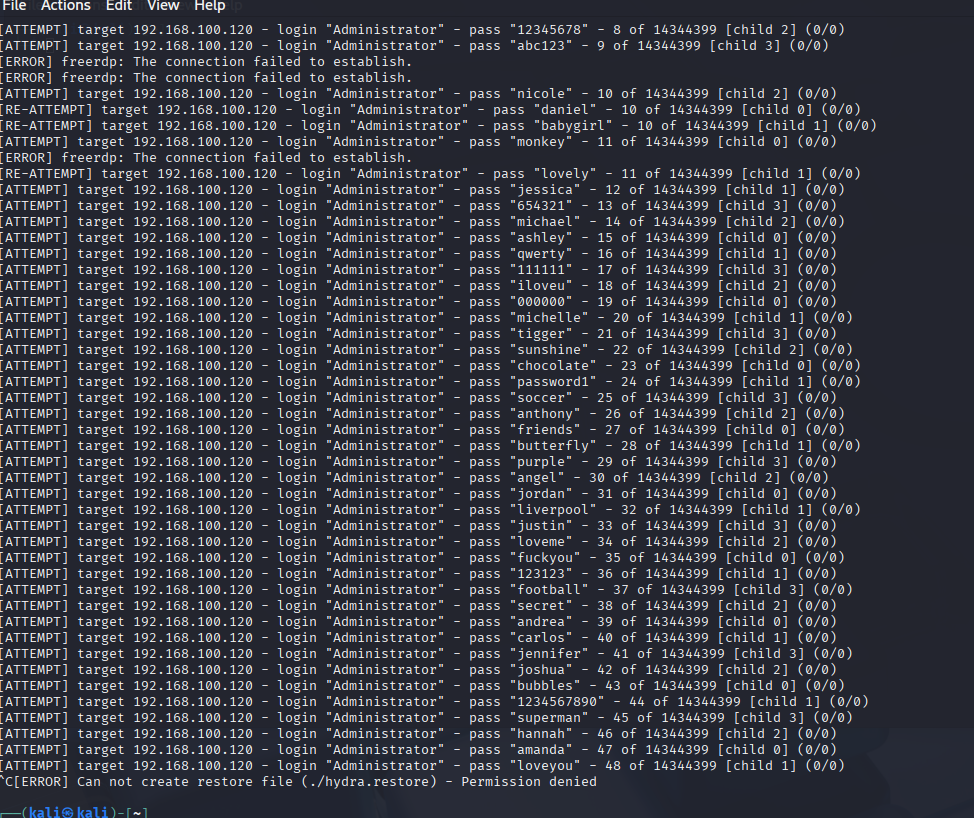 File Actions Edit View Help
[ATTEMPT] target 192.168.100.120 - login "Administrator" - pass "12345678" - 8 of 14344399 [child 2] (0/0)
[ATTEMPT] target 192.168.100.120 - login "Administrator" - pass "abc123" - 9 of 14344399 [child 3] (0/0)
[ERROR] freerdp: The connection failed to establish.
[ERROR] freerdp: The connection failed to establish.
[ATTEMPT] target 192.168.100.120 - login "Administrator" - pass "nicole" - 10 of 14344399 [child 2] (0/0)
[RE-ATTEMPT] target 192.168.100.120 - login "Administrator" - pass "daniel" - 10 of 14344399 [child 0] (0/0)
[RE-ATTEMPT] target 192.168.100.120 - login "Administrator" - pass "babygirl" - 10 of 14344399 [child 1] (0/0)
[ATTEMPT] target 192.168.100.120 - login "Administrator" - pass "monkey" - 11 of 14344399 [child 0] (0/0)
[ERROR] freerdp: The connection failed to establish.
[RE-ATTEMPT] target 192.168.100.120 - login "Administrator" - pass "lovely" - 11 of 14344399 [child 1] (0/0)
[ATTEMPT] target 192.168.100.120 - login "Administrator" - pass "jessica" - 12 of 14344399 [child 1] (0/0)
[ATTEMPT] target 192.168.100.120 - login "Administrator" - pass "654321" - 13 of 14344399 [child 3] (0/0)
[ATTEMPT] target 192.168.100.120 - login "Administrator" - pass "michael" - 14 of 14344399 [child 2] (0/0)
[ATTEMPT] target 192.168.100.120 - login "Administrator" - pass "ashley" - 15 of 14344399 [child 0] (0/0)
[ATTEMPT] target 192.168.100.120 - login "Administrator" - pass "qwerty" - 16 of 14344399 [child 1] (0/0)
[ATTEMPT] target 192.168.100.120 - login "Administrator" - pass "111111" - 17 of 14344399 [child 3] (0/0)
[ATTEMPT] target 192.168.100.120 - login "Administrator" - pass "iloveu" - 18 of 14344399 [child 2] (0/0)
[ATTEMPT] target 192.168.100.120 - login "Administrator" - pass "000000" - 19 of 14344399 [child 0] (0/0)
[ATTEMPT] target 192.168.100.120 - login "Administrator" - pass "michelle" - 20 of 14344399 [child 1] (0/0)
[ATTEMPT] target 192.168.100.120 - login "Administrator" - pass "tigger" - 21 of 14344399 [child 3] (0/0)
[ATTEMPT] target 192.168.100.120 - login "Administrator" - pass "sunshine" - 22 of 14344399 [child 2] (0/0)
[ATTEMPT] target 192.168.100.120 - login "Administrator" - pass "chocolate" - 23 of 14344399 [child 0] (0/0)
[ATTEMPT] target 192.168.100.120 - login "Administrator" - pass "password1" - 24 of 14344399 [child 1] (0/0)
[ATTEMPT] target 192.168.100.120 - login "Administrator" - pass "soccer" - 25 of 14344399 [child 3] (0/0)
[ATTEMPT] target 192.168.100.120 - login "Administrator" - pass "anthony" - 26 of 14344399 [child 2] (0/0)
[ATTEMPT] target 192.168.100.120 - login "Administrator" - pass "friends" - 27 of 14344399 [child 0] (0/0)
[ATTEMPT] target 192.168.100.120 - login "Administrator" - pass "butterfly" - 28 of 14344399 [child 1] (0/0)
[ATTEMPT] target 192.168.100.120 - login "Administrator" - pass "purple" - 29 of 14344399 [child 3] (0/0)
[ATTEMPT] target 192.168.100.120 - login "Administrator" - pass "angel" - 30 of 14344399 [child 2] (0/0)
[ATTEMPT] target 192.168.100.120 - login "Administrator" - pass "jordan" - 31 of 14344399 [child 0] (0/0)
[ATTEMPT] target 192.168.100.120 - login "Administrator" - pass "liverpool" - 32 of 14344399 [child 1] (0/0)
[ATTEMPT] target 192.168.100.120 - login "Administrator" - pass "justin" - 33 of 14344399 [child 3] (0/0)
[ATTEMPT] target 192.168.100.120 - login "Administrator" - pass "loveme" - 34 of 14344399 [child 2] (0/0)
[ATTEMPT] target 192.168.100.120 - login "Administrator" - pass "fuckyou" - 35 of 14344399 [child 0] (0/0)
[ATTEMPT] target 192.168.100.120 - login "Administrator" - pass "123123" - 36 of 14344399 [child 1] (0/0)
[ATTEMPT] target 192.168.100.120 - login "Administrator" - pass "football" - 37 of 14344399 [child 3] (0/0)
[ATTEMPT] target 192.168.100.120 - login "Administrator" - pass "secret" - 38 of 14344399 [child 2] (0/0)
[ATTEMPT] target 192.168.100.120 - login "Administrator" - pass "andrea" - 39 of 14344399 [child 0] (0/0)
[ATTEMPT] target 192.168.100.120 - login "Administrator" - pass "carlos" - 40 of 14344399 [child 1] (0/0)
[ATTEMPT] target 192.168.100.120 - login "Administrator" - pass "jennifer" - 41 of 14344399 [child 3] (0/0)
[ATTEMPT] target 192.168.100.120 - login "Administrator" - pass "joshua" - 42 of 14344399 [child 2] (0/0)
[ATTEMPT] target 192.168.100.120 - login "Administrator" - pass "bubbles" - 43 of 14344399 [child 0] (0/0)
[ATTEMPT] target 192.168.100.120 - login "Administrator" - pass "1234567890" - 44 of 14344399 [child 1] (0/0)
[ATTEMPT] target 192.168.100.120 - login "Administrator" - pass "superman" - 45 of 14344399 [child 3] (0/0)
[ATTEMPT] target 192.168.100.120 - login "Administrator" - pass "hannah" - 46 of 14344399 [child 2] (0/0)
[ATTEMPT] target 192.168.100.120 - login "Administrator" - pass "amanda" - 47 of 14344399 [child 0] (0/0)
[ATTEMPT] target 192.168.100.120 - login "Administrator" - pass "loveyou" - 48 of 14344399 [child 1] (0/0)
^C[ERROR] Can not create restore file (./hydra.restore) - Permission denied
┌──(kali㉿kali)-[~]